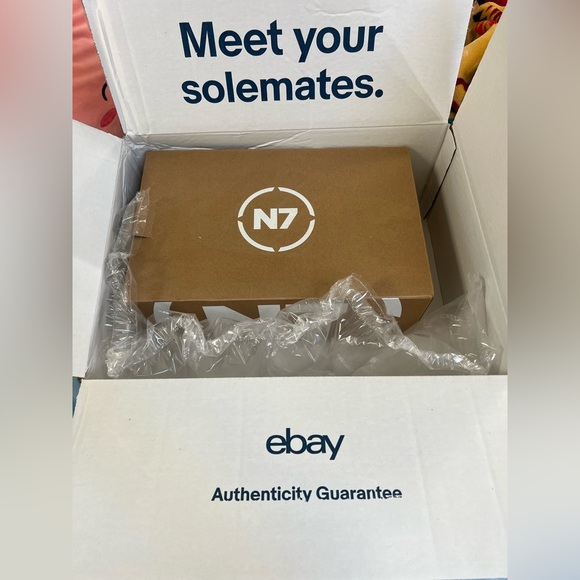 Meet your
solemates.
N7
ebay
Authenticity Guarantee